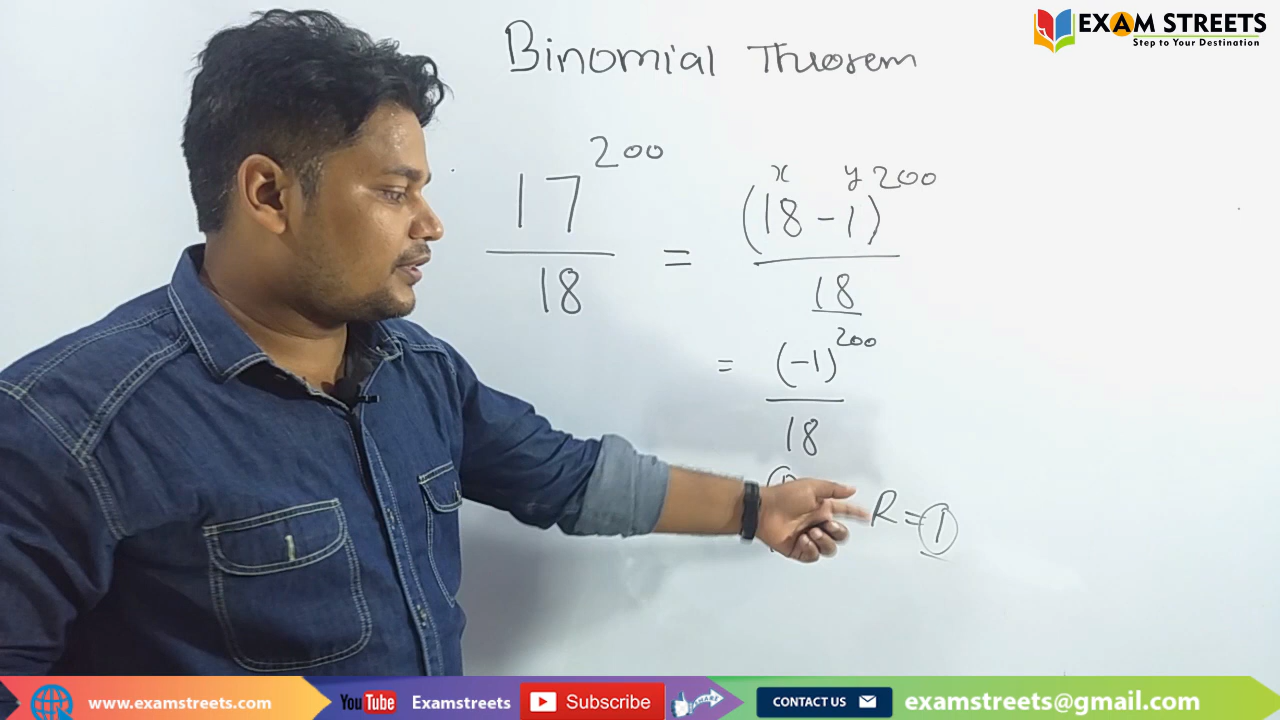 EXAM STREETS
Step to Your Destination
Binomial Theorem
17^200 / 18 = (18 - 1)^200 / 18
x y
= (-1)^200 / 18
R = 1
www.examstreets.com
YouTube Examstreets
Subscribe
CONTACT US
examstreets@gmail.com